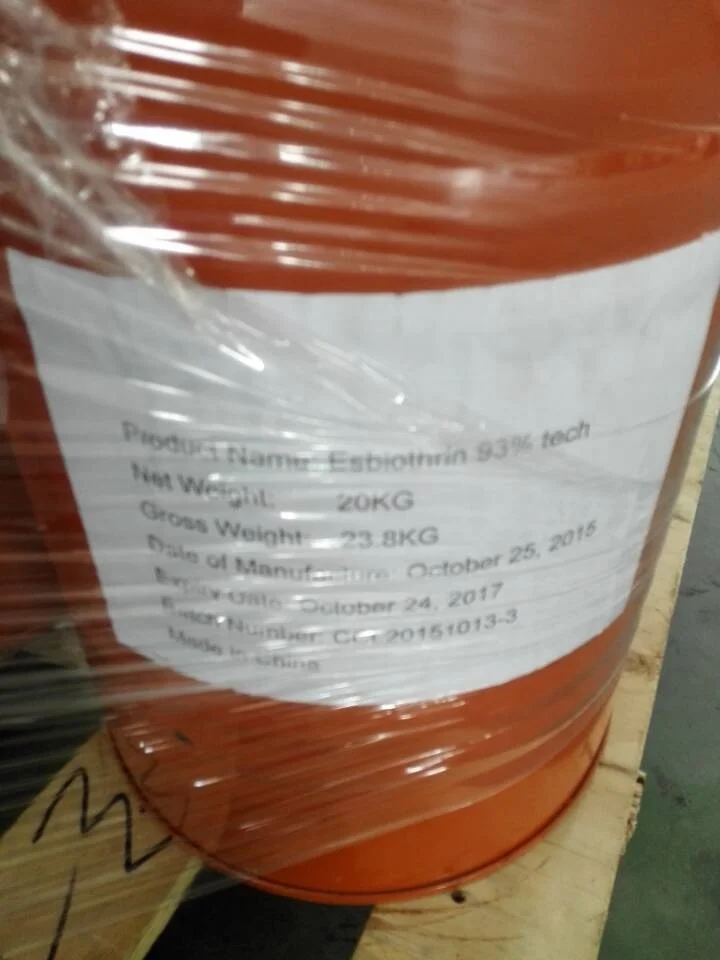 Product Name: Esbiothrin 93% tech
Net Weight: 20KG
Gross Weight: 23.8KG
Date of Manufacture: October 25, 2015
Expiry Date: October 24, 2017
Batch Number: 20151013-3
Made in China